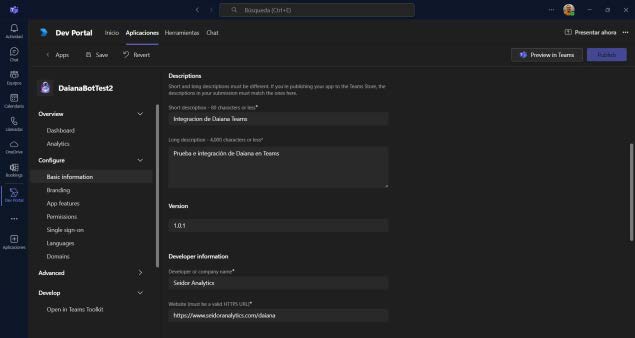 Búsqueda (Ctrl+E)
Dev Portal
Inicio
Aplicaciones
Herramientas
Chat
Presentar ahora
Actividad
Chat
Equipos
Calendario
Llamadas
OneDrive
Bookings
Dev Portal
Aplicaciones
Apps
Save
Revert
Preview in Teams
Publish
DaianaBotTest2
Overview
Dashboard
Analytics
Configure
Basic information
Branding
App features
Permissions
Single sign-on
Languages
Domains
Advanced
Develop
Open in Teams Toolkit
Descriptions
Short and long descriptions must be different. If you're publishing your app to the Teams Store, the
descriptions in your submission must match the ones here.
Short description - 80 characters or less*
Integracion de Daiana Teams
Long description - 4,000 characters or less*
Prueba e integración de Daiana en Teams
Version
1.0.1
Developer information
Developer or company name*
Seidor Analytics
Website (must be a valid HTTPS URL)*
https://www.seidoranalytics.com/daiana